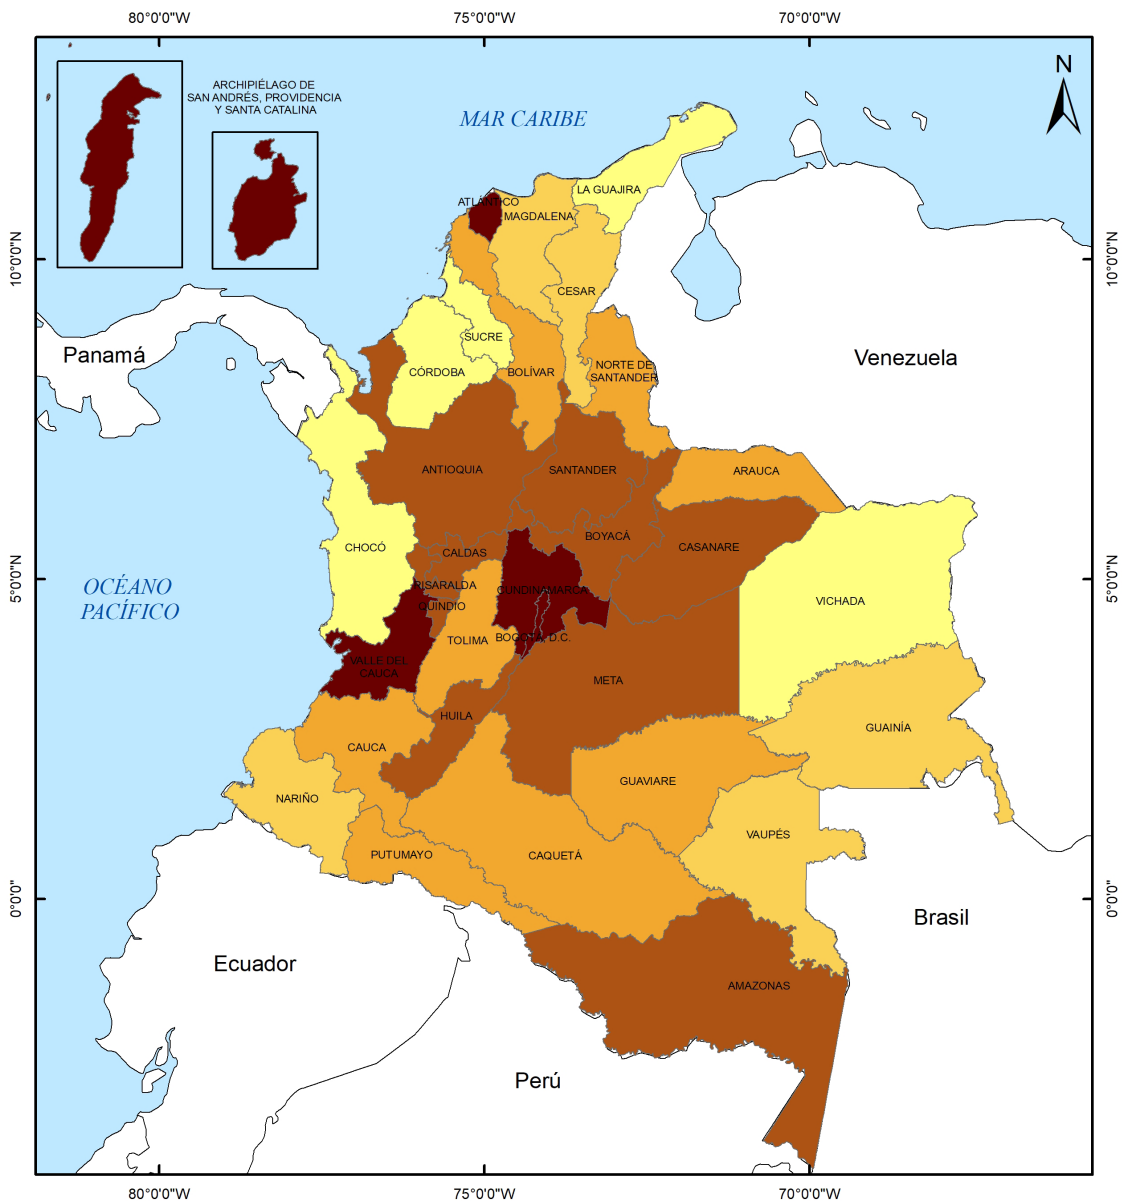 80°0'0"W
75°0'0"W
70°0'0"W
ARCHIPIÉLAGO DE
SAN ANDRÉS, PROVIDENCIA
Y SANTA CATALINA
MAR CARIBE
N
LA GUAJIRA
ATLÁNTICO
MAGDALENA
10°0'0"N
10°0'0"N
CESAR
Panamá
SUCRE
Venezuela
CÓRDOBA
BOLÍVAR
NORTE DE
SANTANDER
ANTIOQUIA
SANTANDER
ARAUCA
BOYACÁ
CHOCÓ
CALDAS
CASANARE
OCÉANO
PACÍFICO
5°0'0"N
5°0'0"N
RISARALDA
CUNDINAMARCA
QUINDIO
VICHADA
TOLIMA
BOGOTÁ, D.C.
VALLE DEL
CAUCA
META
HUILA
GUAINÍA
CAUCA
GUAVIARE
NARIÑO
VAUPÉS
PUTUMAYO
CAQUETÁ
0°0'0"
0°0'0"
Brasil
Ecuador
AMAZONAS
Perú
80°0'0"W
75°0'0"W
70°0'0"W